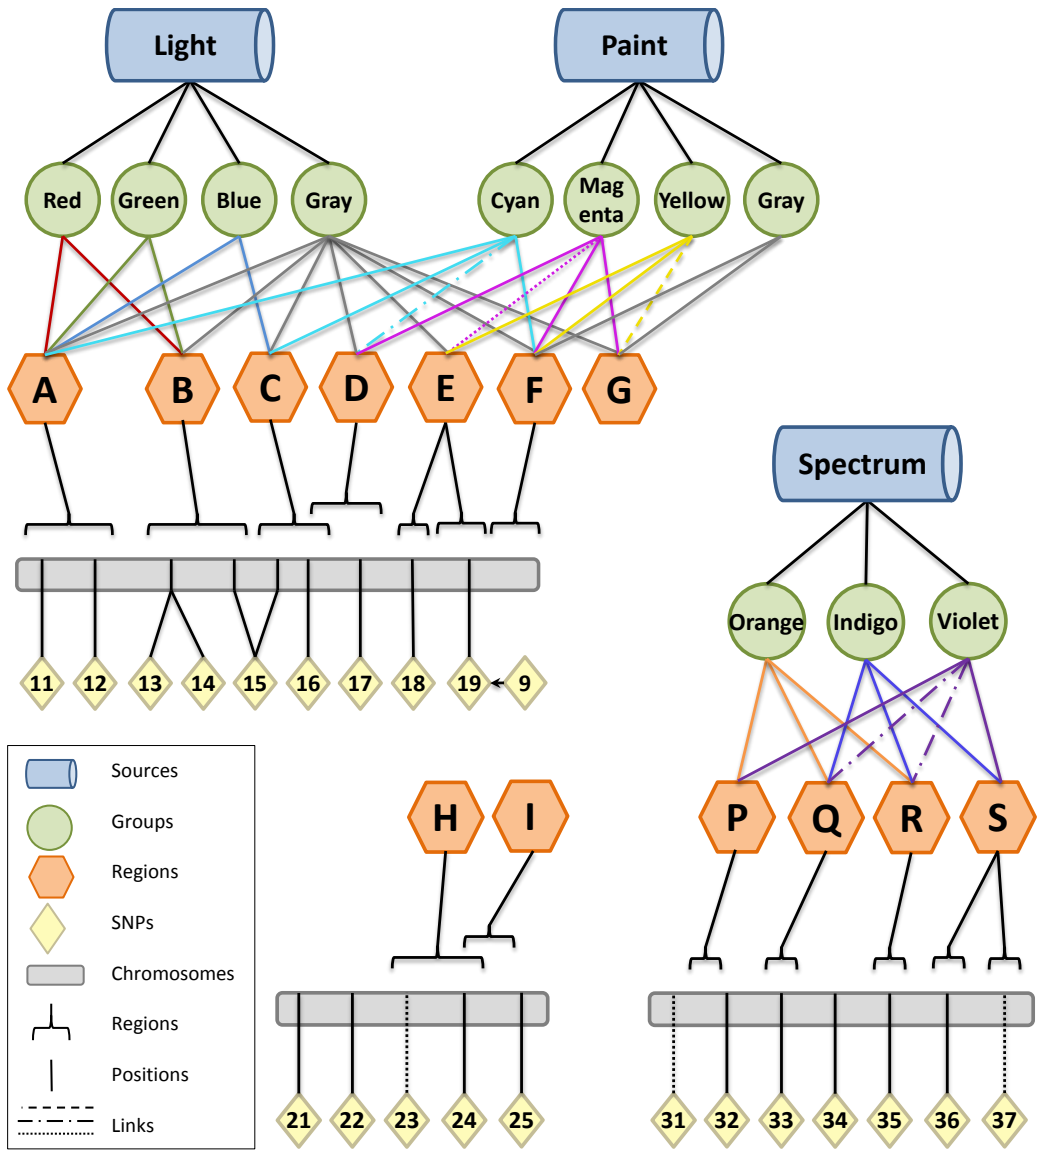 Light
Paint
Red
Green
Blue
Gray
Cyan
Mag
enta
Yellow
Gray
A
B
C
D
E
F
G
Spectrum
Orange
Indigo
Violet
11
12
13
14
15
16
17
18
19
9
Sources
Groups
Regions
SNPs
Chromosomes
Regions
Positions
Links
H
I
P
Q
R
S
21
22
23
24
25
31
32
33
34
35
36
37